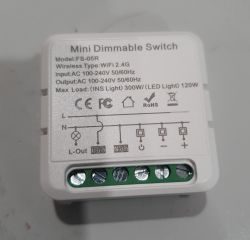 Mini Dimmable Switch
Model:FS-05R
Wireless Type:WiFi 2.4G
Input:AC 100-240V 50/60Hz
Output:AC 100-240V 50/60Hz
Max Load:(INS Light) 300W/(LED Light) 120W
CE FC RoHS
L
N
L-Out